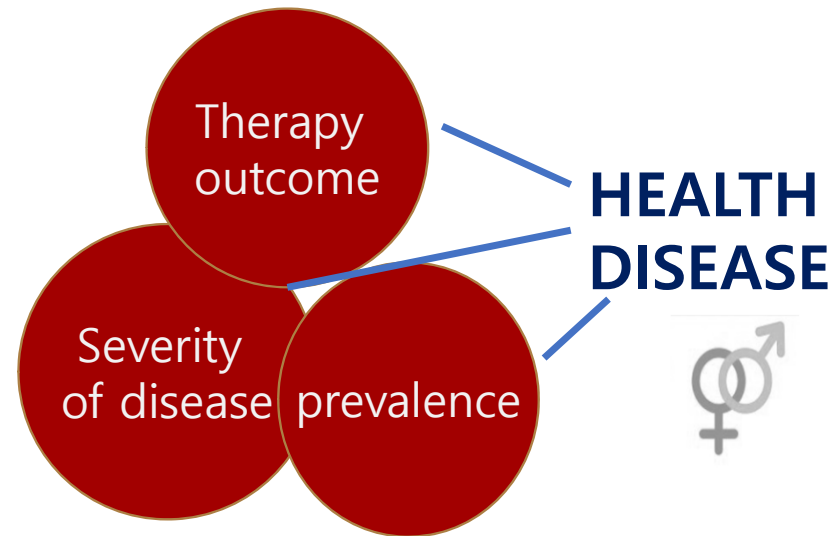 Therapy
outcome
HEALTH
DISEASE
Severity
of disease
prevalence